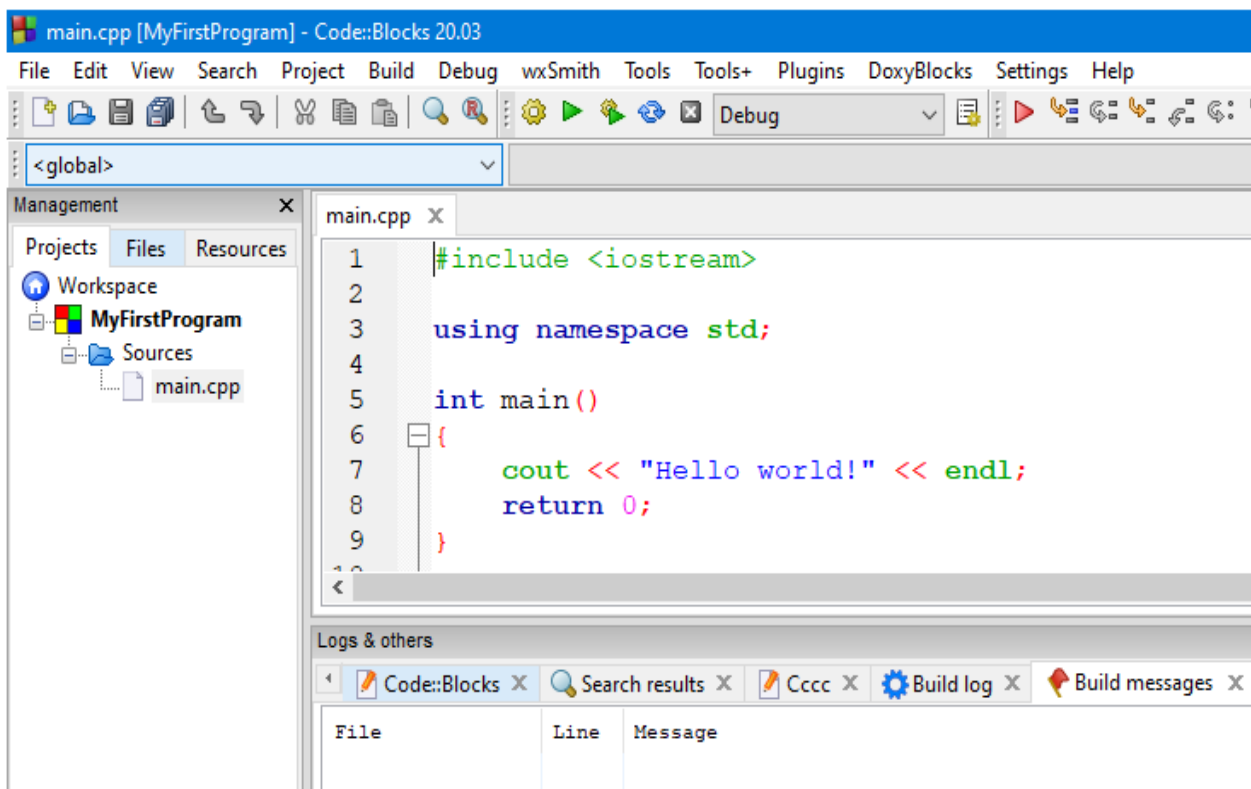 main.cpp [MyFirstProgram] - Code::Blocks 20.03
File Edit View Search Project Build Debug wxSmith Tools Tools+ Plugins DoxyBlocks Settings Help
Debug
<global>
Management
Projects Files Resources
Workspace
MyFirstProgram
Sources
main.cpp
main.cpp
1 #include <iostream>
2
3 using namespace std;
4
5 int main()
6 {
7 cout << "Hello world!" << endl;
8 return 0;
9 }
Logs & others
Code::Blocks Search results Cccc Build log Build messages
File Line Message